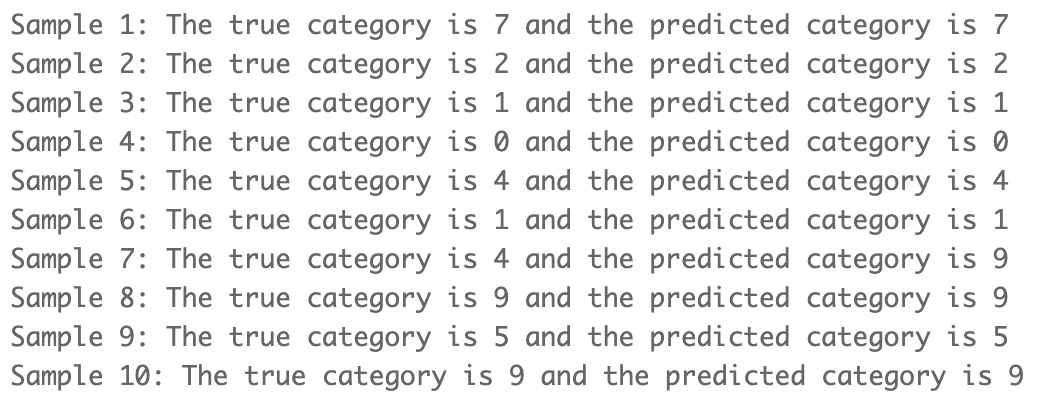 Sample 1: The true category is 7 and the predicted category is 7
Sample 2: The true category is 2 and the predicted category is 2
Sample 3: The true category is 1 and the predicted category is 1
Sample 4: The true category is 0 and the predicted category is 0
Sample 5: The true category is 4 and the predicted category is 4
Sample 6: The true category is 1 and the predicted category is 1
Sample 7: The true category is 4 and the predicted category is 9
Sample 8: The true category is 9 and the predicted category is 9
Sample 9: The true category is 5 and the predicted category is 5
Sample 10: The true category is 9 and the predicted category is 9